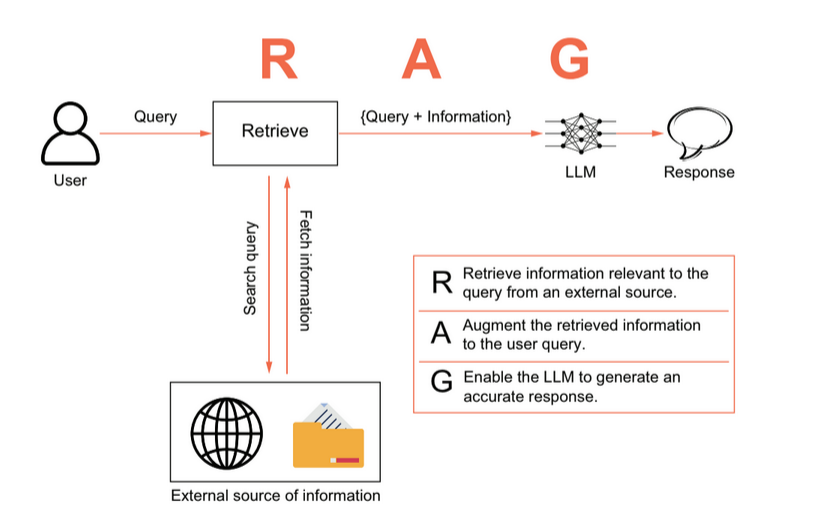 R A G
Query
Retrieve
{Query + Information}
User
LLM
Response
Search query
Fetch information
R Retrieve information relevant to the
query from an external source.
A Augment the retrieved information
to the user query.
G Enable the LLM to generate an
accurate response.
External source of information